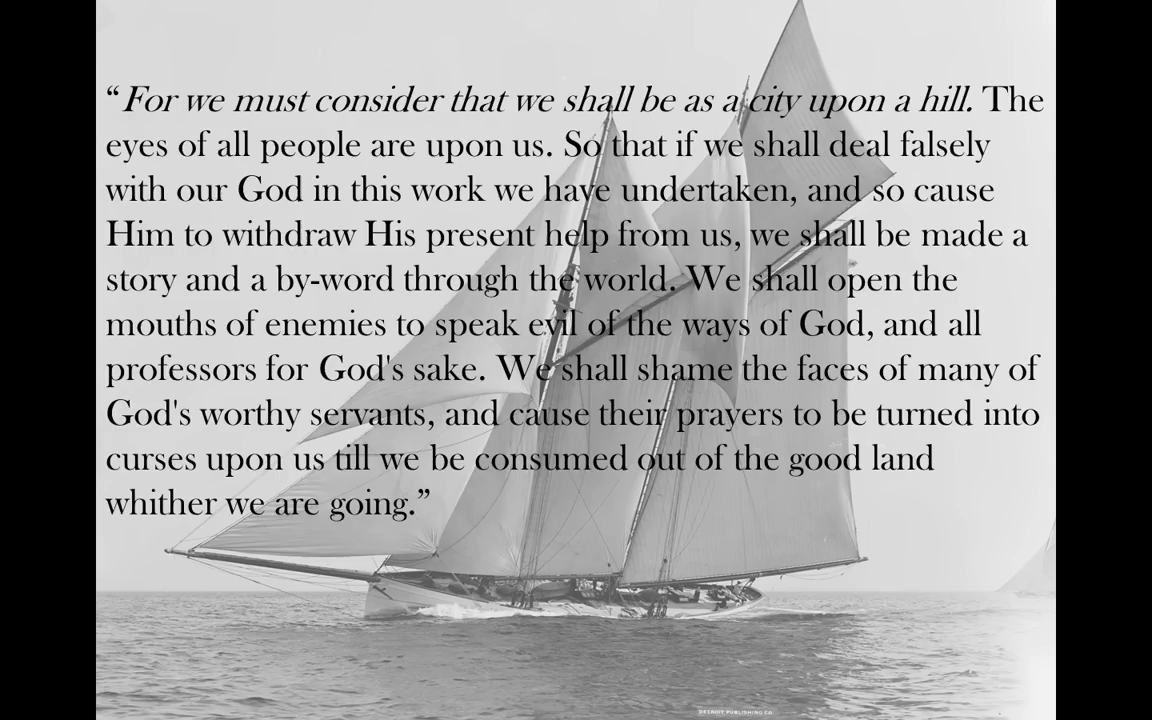 “For we must consider that we shall be as a city upon a hill. The
eyes of all people are upon us. So that if we shall deal falsely
with our God in this work we have undertaken, and so cause
Him to withdraw His present help from us, we shall be made a
story and a by-word through the world. We shall open the
mouths of enemies to speak evil of the ways of God, and all
professors for God's sake. We shall shame the faces of many of
God's worthy servants, and cause their prayers to be turned into
curses upon us till we be consumed out of the good land
whither we are going.”
DETROIT PUBLISHING CO.